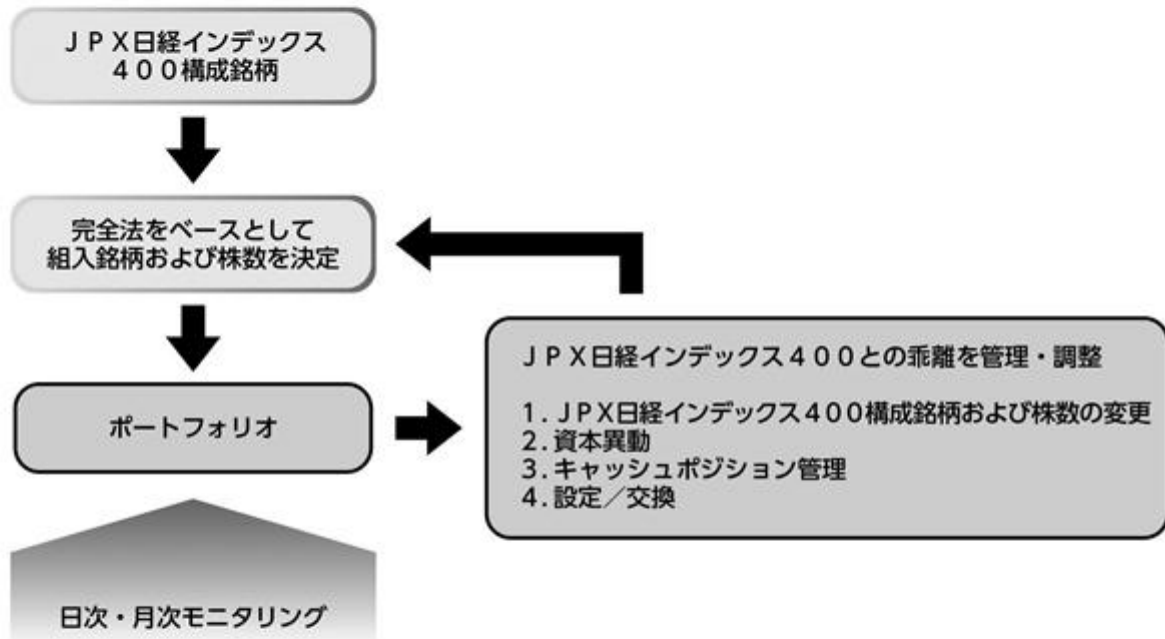 ＪＰＸ日経インデックス
４００構成銘柄
完全法をベースとして
組入銘柄および株数を決定
ポートフォリオ
ＪＰＸ日経インデックス４００との乖離を管理・調整
１.ＪＰＸ日経インデックス４００構成銘柄および株数の変更
２.資本異動
３.キャッシュポジション管理
４.設定／交換
日次・月次モニタリング